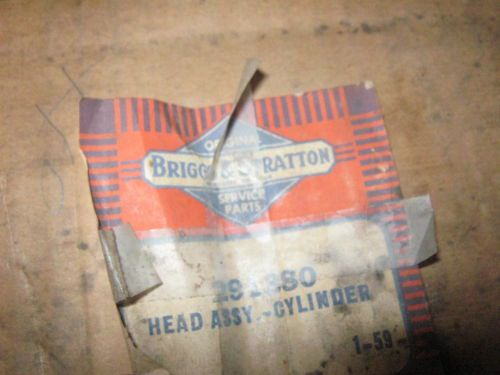 ORIGINAL
BRIGGS & STRATTON
SERVICE
PARTS
HEAD ASSY.-CYLINDER
1-59